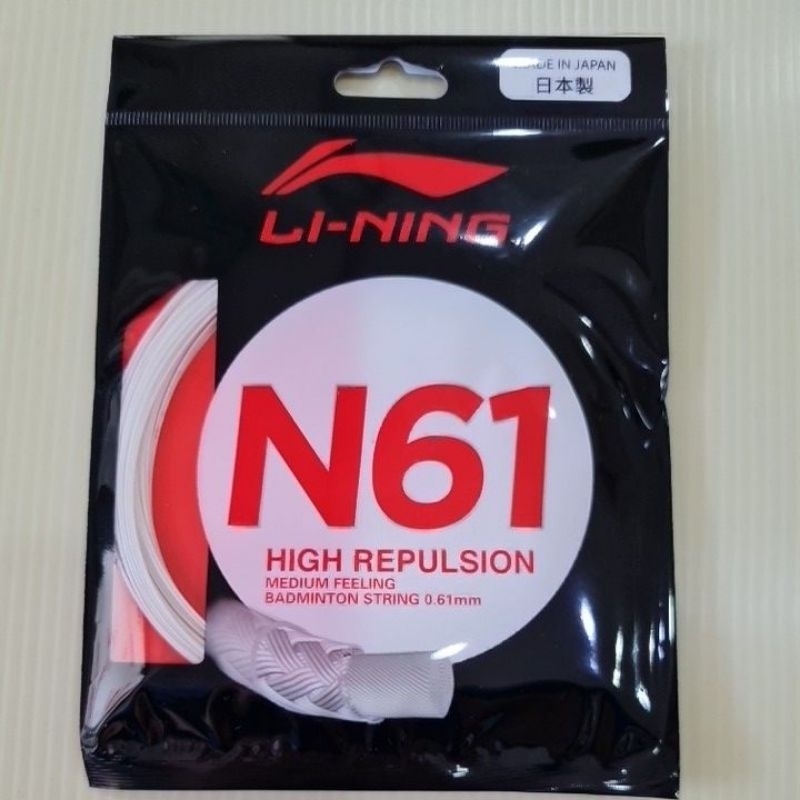 MADE IN JAPAN
日本製
LI-NING
N61
HIGH REPULSION
MEDIUM FEELING
BADMINTON STRING 0.61mm